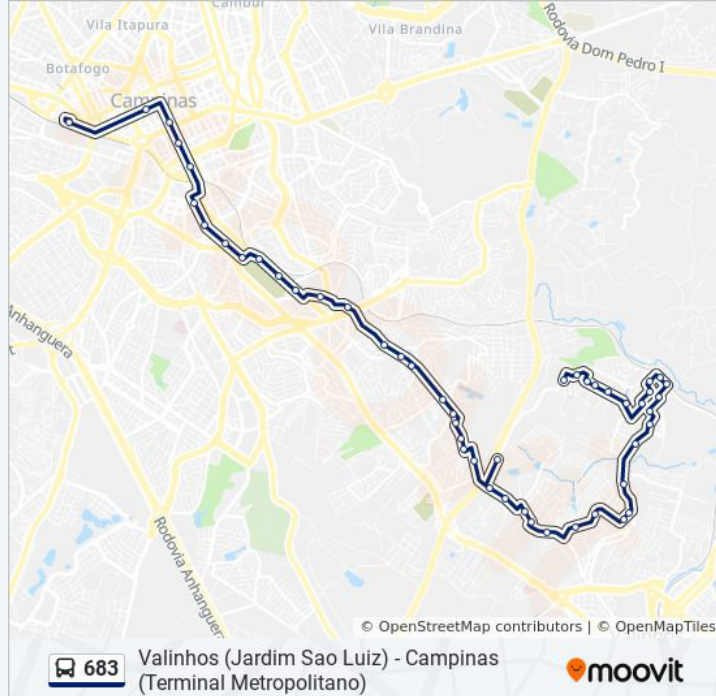 Cambuí
Vila Itapura
Vila Brandina
Rodovia Dom Pedro I
Botafogo
Campinas
Anhanguera
Rodovia Anhanguera
© OpenStreetMap contributors | © OpenMapTiles
683
Valinhos (Jardim Sao Luiz) - Campinas
(Terminal Metropolitano)
moovit